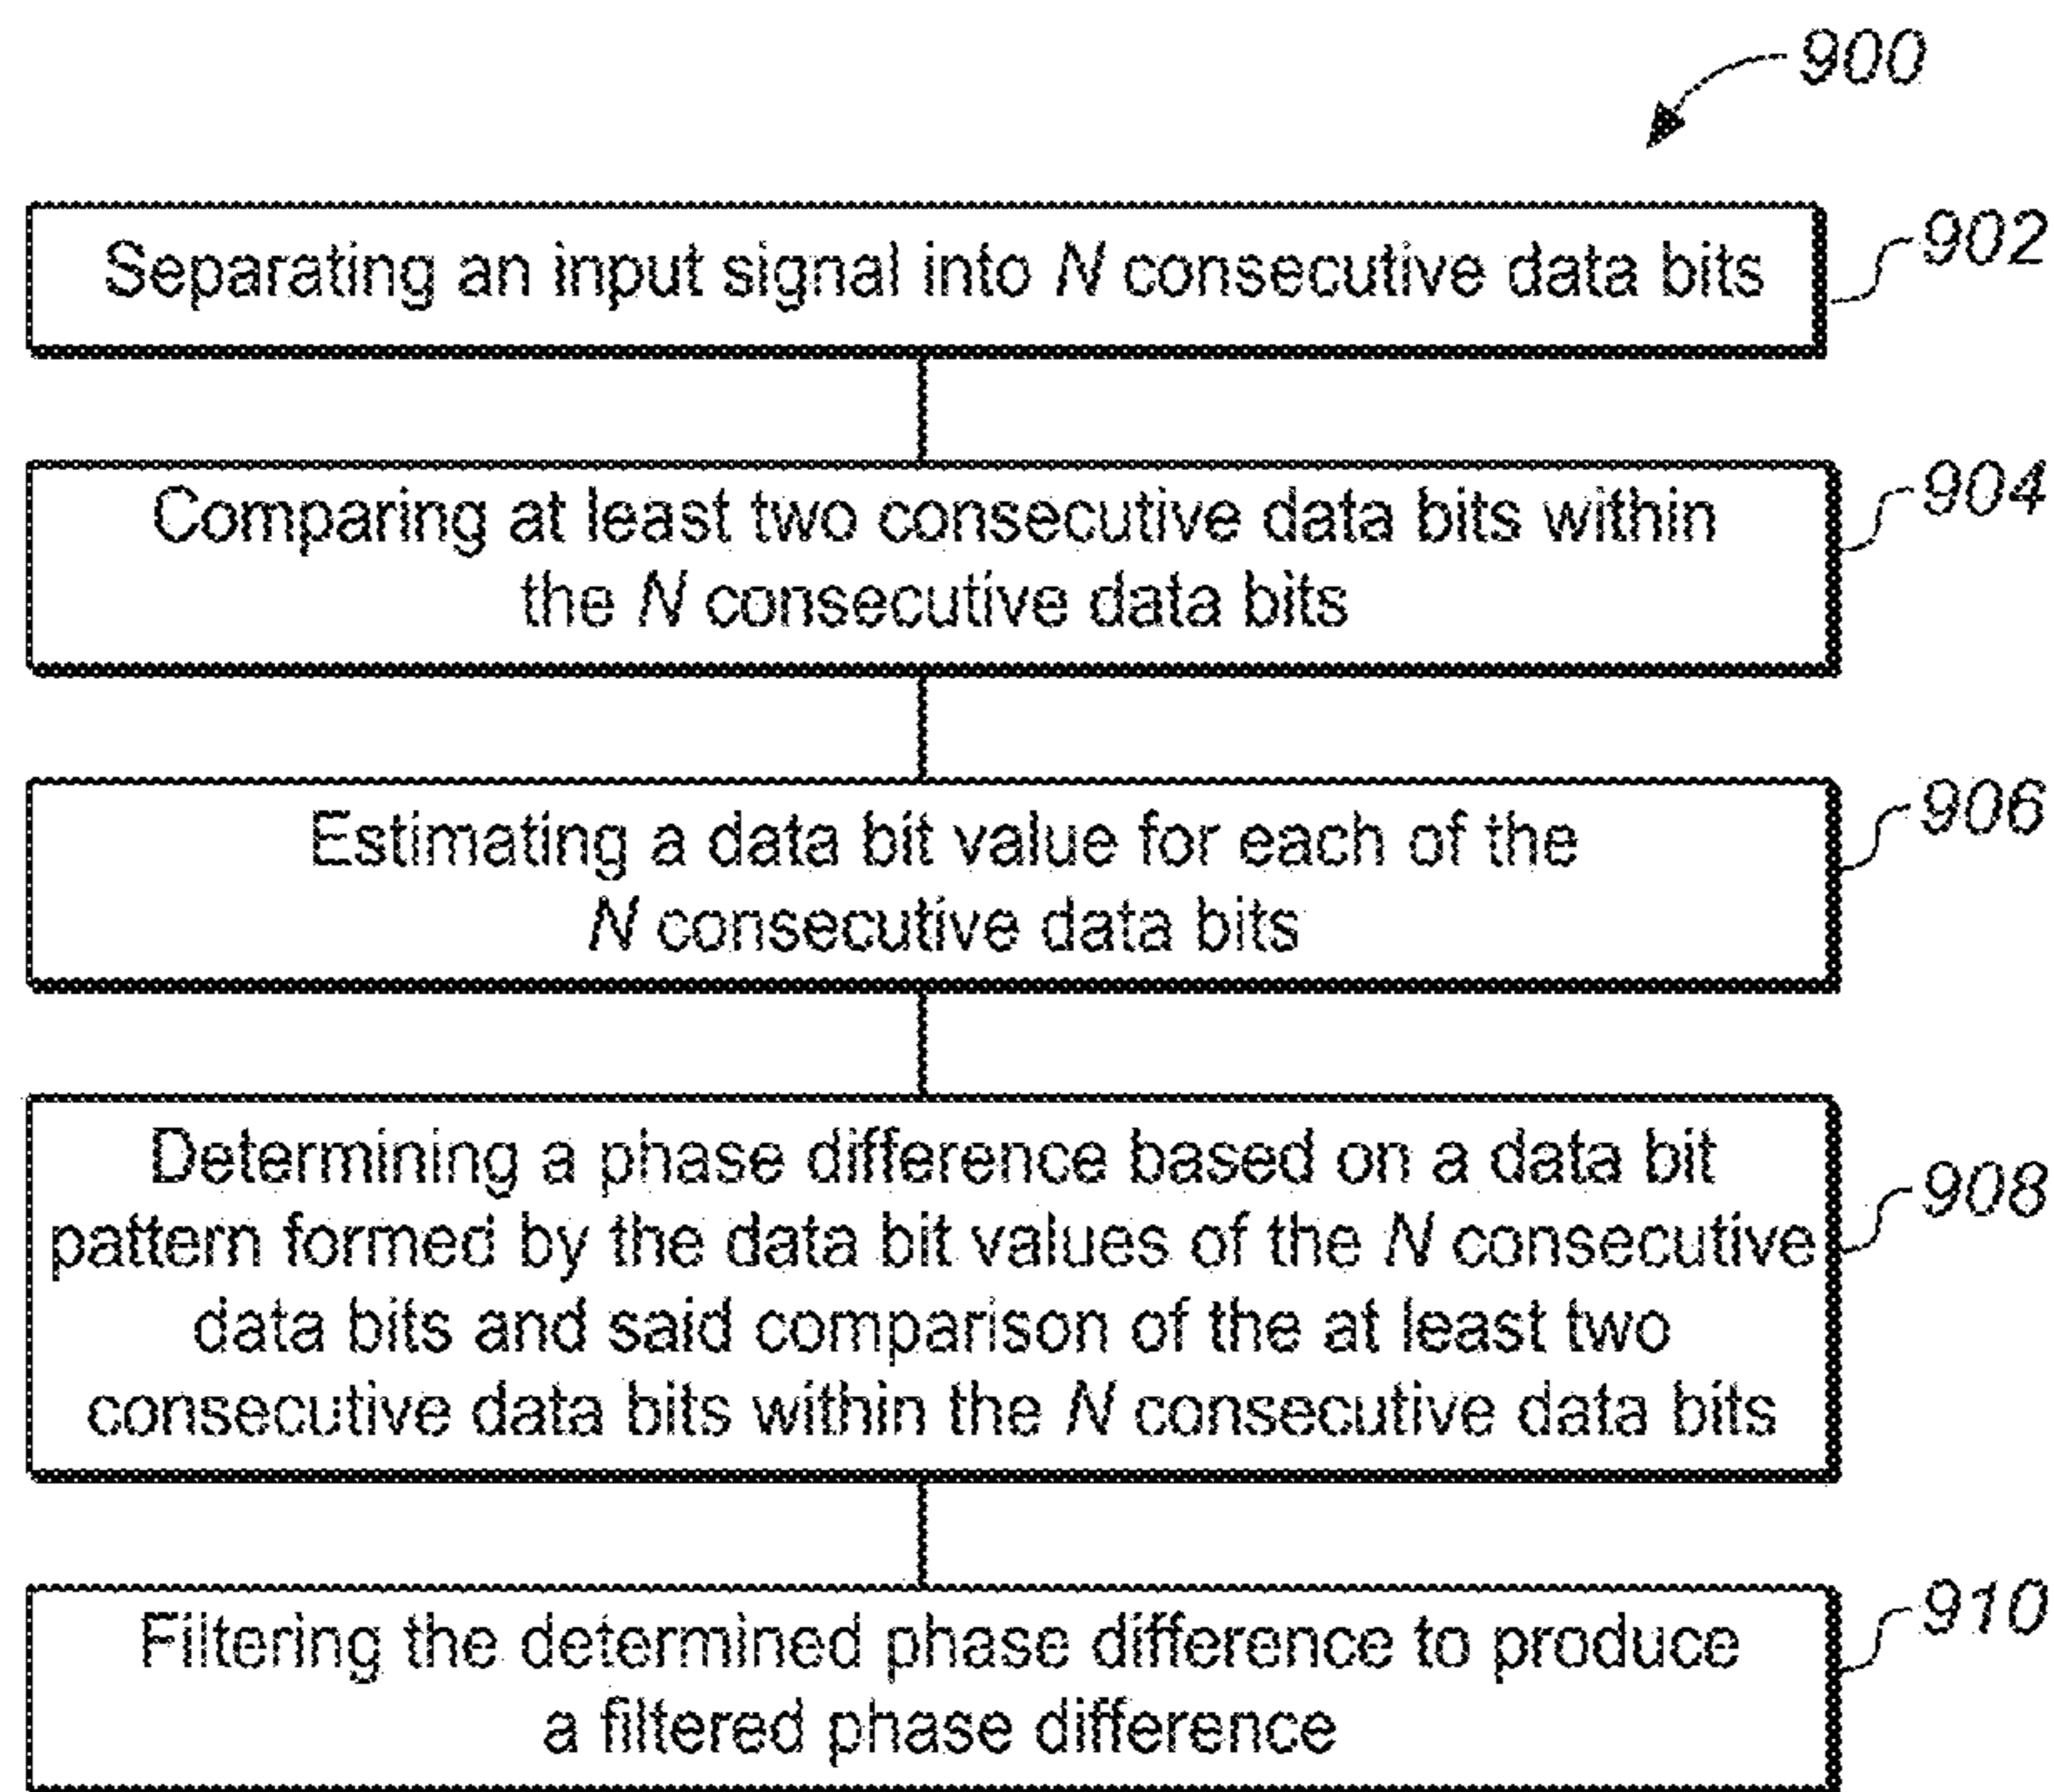 900
Separating an input signal into N consecutive data bits
902
Comparing at least two consecutive data bits within
the N consecutive data bits
904
Estimating a data bit value for each of the
N consecutive data bits
906
Determining a phase difference based on a data bit
pattern formed by the data bit values of the N consecutive
data bits and said comparison of the at least two
consecutive data bits within the N consecutive data bits
908
Filtering the determined phase difference to produce
a filtered phase difference
910